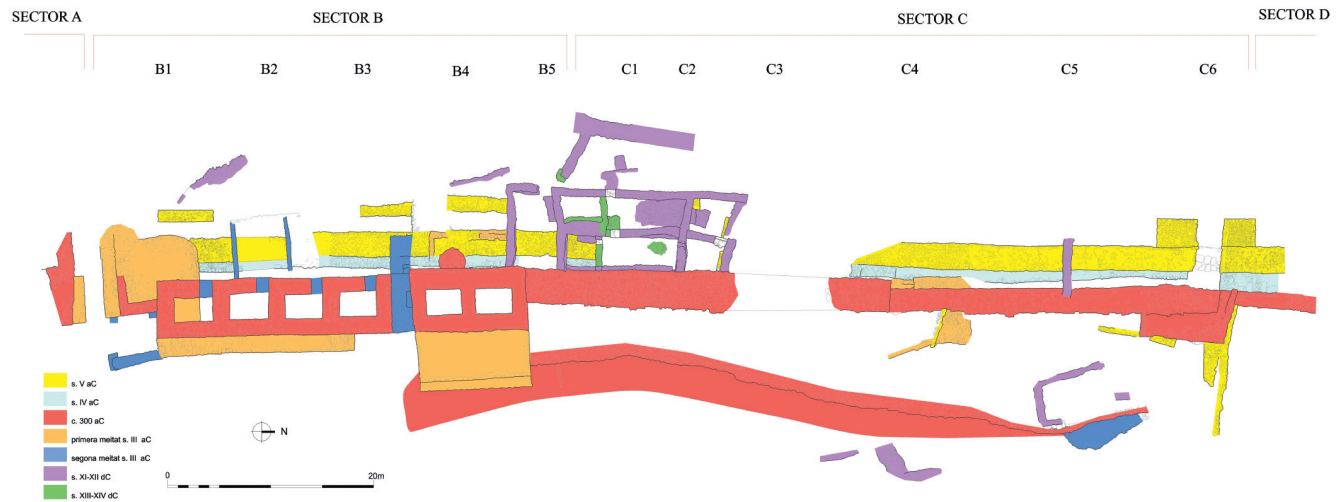 SECTOR A
SECTOR B
SECTOR C
SECTOR D
B1
B2
B3
B4
B5
C1
C2
C3
C4
C5
C6
s. V aC
s. IV aC
c. 300 aC
primera meitat s. III aC
segona meitat s. III aC
s. XI-XII dC
s. XIII-XIV dC
N
0
20m